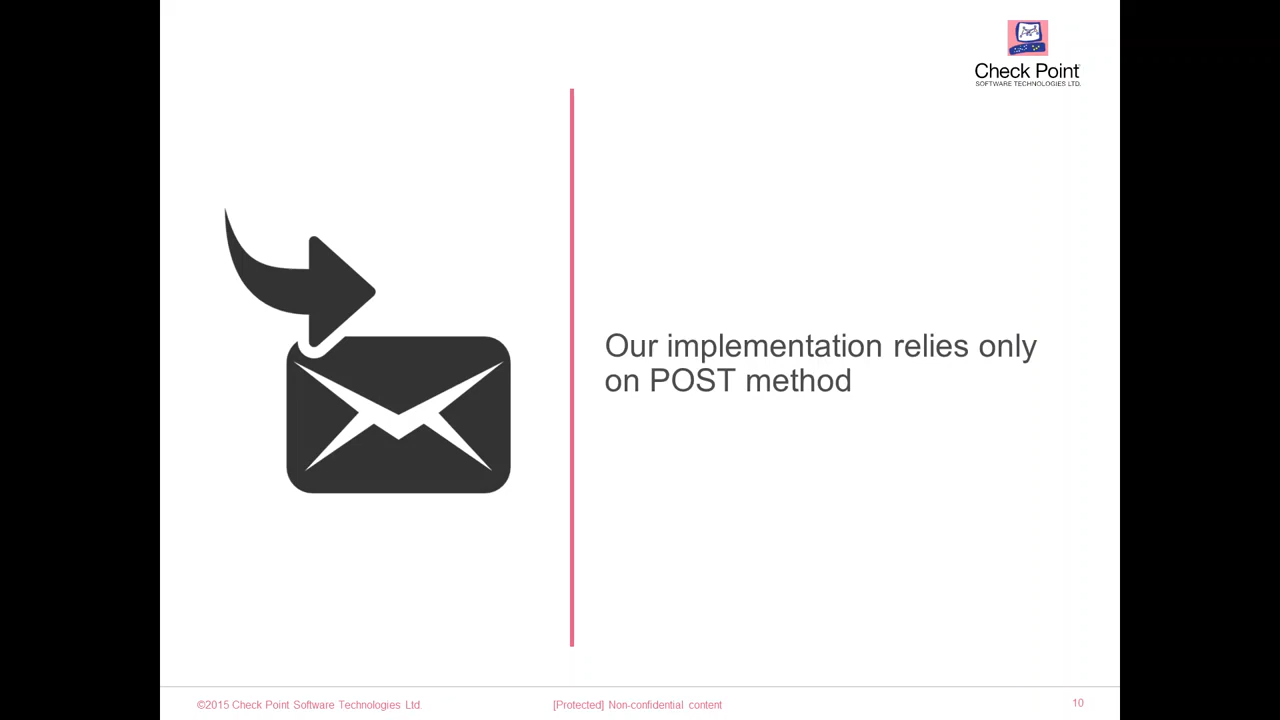 Check Point
SOFTWARE TECHNOLOGIES LTD.
Our implementation relies only
on POST method
©2015 Check Point Software Technologies Ltd.
[Protected] Non-confidential content
10